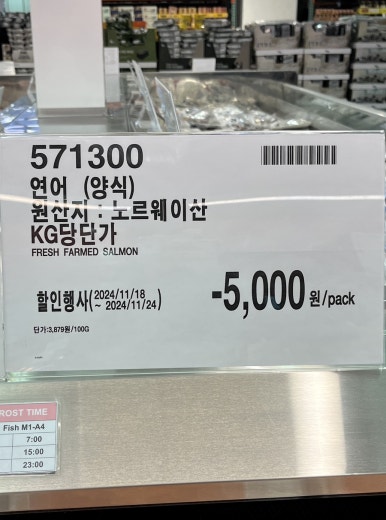 571300
연어 (양식)
원산지 : 노르웨이산
KG당단가
FRESH FARMED SALMON
할인행사(2024/11/18 ~ 2024/11/24) -5,000 원/pack
단가:3,879원/100G
ROST TIME
Fish M1-A4
7:00
15:00
23:00